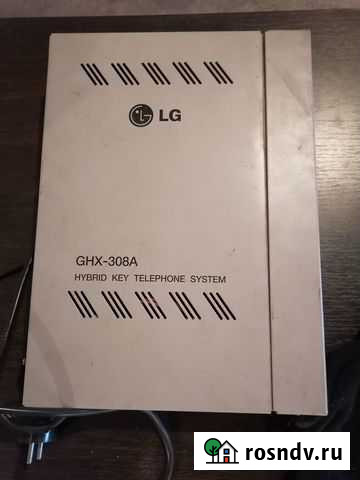 LG
GHX-308A
HYBRID KEY TELEPHONE SYSTEM
rosndv.ru